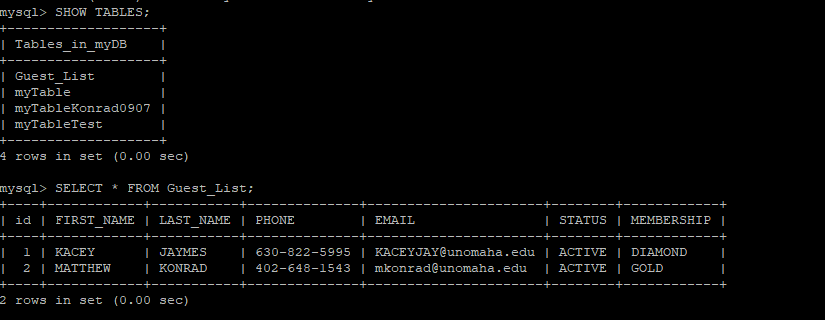 mysql> SHOW TABLES;
+-------------------+
| Tables_in_myDB    |
+-------------------+
| Guest_List        |
| myTable           |
| myTableKonrad0907 |
| myTableTest       |
+-------------------+
4 rows in set (0.00 sec)
mysql> SELECT * FROM Guest_List;
+----+------------+-----------+--------------+----------------------+--------+------------+
| id | FIRST_NAME | LAST_NAME | PHONE        | EMAIL                | STATUS | MEMBERSHIP |
+----+------------+-----------+--------------+----------------------+--------+------------+
|  1 | KACEY      | JAYMES    | 630-822-5995 | KACEYJAY@unomaha.edu | ACTIVE | DIAMOND    |
|  2 | MATTHEW    | KONRAD    | 402-648-1543 | mkonrad@unomaha.edu  | ACTIVE | GOLD       |
+----+------------+-----------+--------------+----------------------+--------+------------+
2 rows in set (0.00 sec)